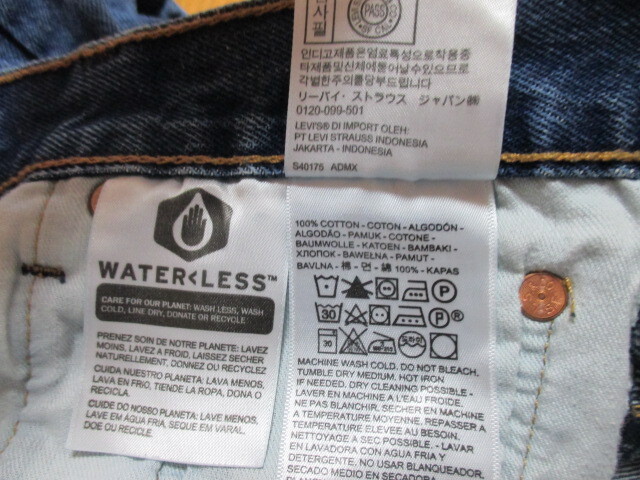 사필
PASS
인디고제품은염료특성으로착용중
타제품및신체에물어날수있으므로
각별한주의를당부드립니다
リーバイ・ストラウス ジャパン㈱
0120-099-501
LEVI'S® DI IMPORT OLEH:
PT LEVI STRAUSS INDONESIA
JAKARTA - INDONESIA
S40175 ADMX
WATER<LESS™
CARE FOR OUR PLANET: WASH LESS, WASH
COLD, LINE DRY, DONATE OR RECYCLE
PRENEZ SOIN DE NOTRE PLANETE: LAVEZ
MOINS, LAVEZ A FROID, LAISSEZ SECHER
NATURELLEMENT, DONNEZ OU RECYCLEZ
CUIDA NUESTRO PLANETA: LAVA MENOS,
LAVA EN FRIO, TIENDE LA ROPA, DONA O
RECICLA.
CUIDE DO NOSSO PLANETA: LAVE MENOS,
LAVE EM ÁGUA FRIA, SEQUE EM VARAL,
DOE OU RECICLE.
100% COTTON - COTON - ALGODÓN -
ALGODÃO - PAMUK - COTONE -
BAUMWOLLE - KATOEN - BAMBAKI -
ХЛОПОК - BAWEŁNA - PAMUT -
BAVLNA - 棉 - 면 - 綿 100% - KAPAS
P
30 P®
30
MACHINE WASH COLD. DO NOT BLEACH.
TUMBLE DRY MEDIUM. HOT IRON
IF NEEDED. DRY CLEANING POSSIBLE -
LAVER EN MACHINE A L'EAU FROIDE.
NE PAS BLANCHIR. SECHER EN MACHINE
A TEMPERATURE MOYENNE. REPASSER A
TEMPERATURE ELEVEE AU BESOIN.
NETTOYAGE A SEC POSSIBLE. - LAVAR
EN LAVADORA CON AGUA FRIA Y
DETERGENTE. NO USAR BLANQUEADOR.
SECADO MEDIO EN SECADORA